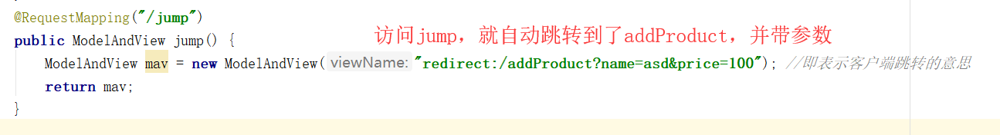 @RequestMapping("/jump")
public ModelAndView jump() {
访问jump，就自动跳转到了addProduct，并带参数
ModelAndView mav = new ModelAndView( viewName: "redirect:/addProduct?name=asd&price=100"); //即表示客户端跳转的意思
return mav;
}